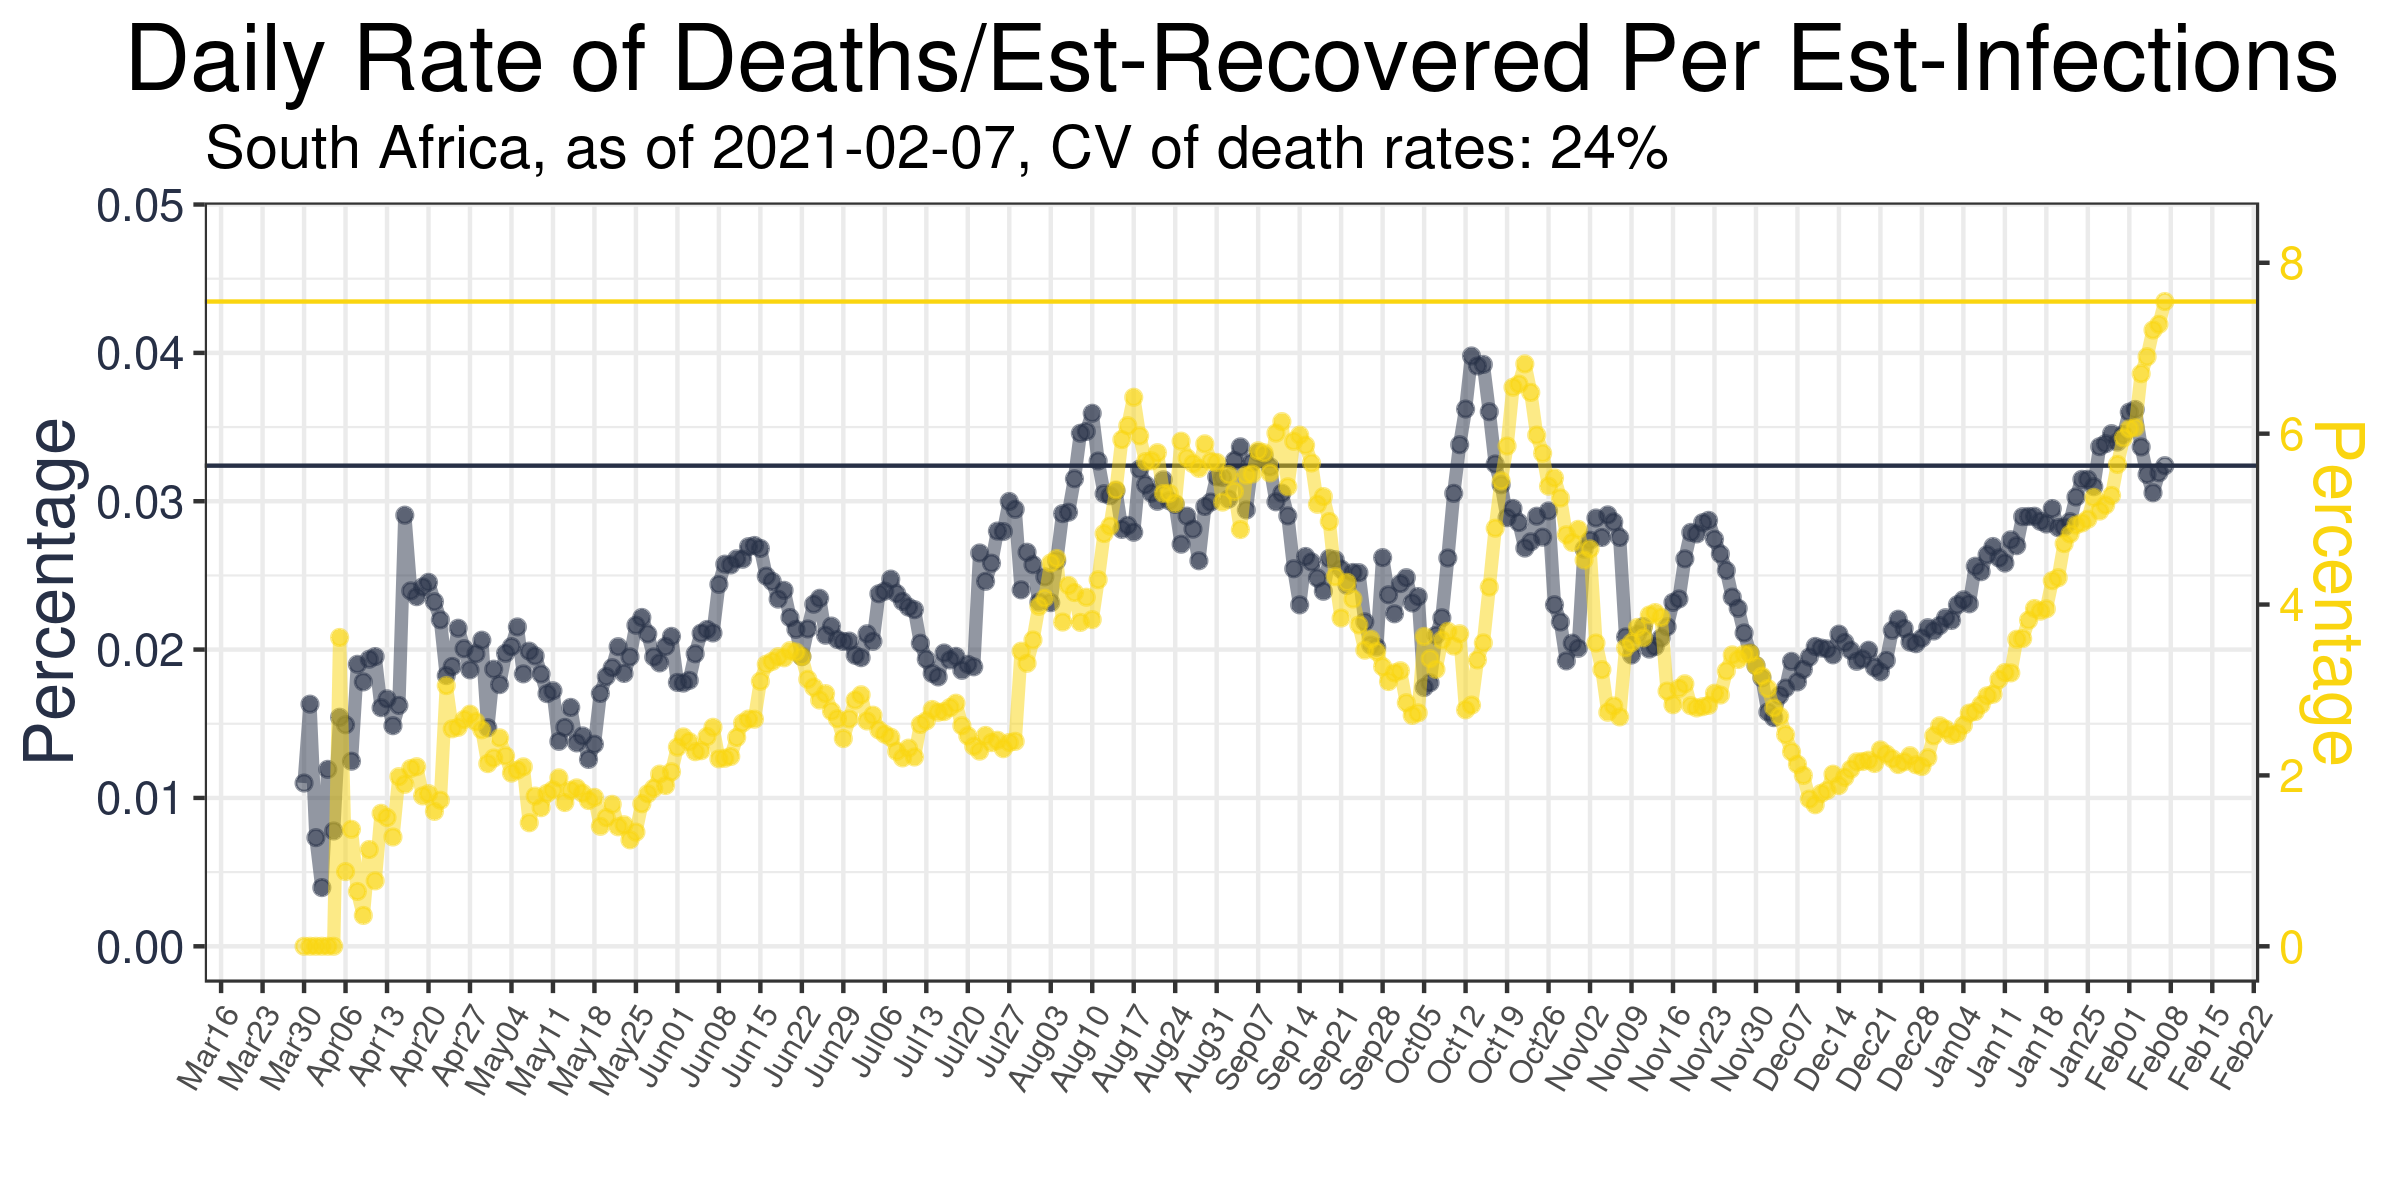 Daily Rate of Deaths/Est-Recovered Per Est-Infections
South Africa, as of 2021-02-07, CV of death rates: 24%
Percentage
0.05
0.04
0.03
0.02
0.01
0.00
8
6
4
2
0
Percentage
Mar16 Mar23 Mar30 Apr06 Apr13 Apr20 Apr27 May04 May11 May18 May25 Jun01 Jun08 Jun15 Jun22 Jun29 Jul06 Jul13 Jul20 Jul27 Aug03 Aug10 Aug17 Aug24 Aug31 Sep07 Sep14 Sep21 Sep28 Oct05 Oct12 Oct19 Oct26 Nov02 Nov09 Nov16 Nov23 Nov30 Dec07 Dec14 Dec21 Dec28 Jan04 Jan11 Jan18 Jan25 Feb01 Feb08 Feb15 Feb22